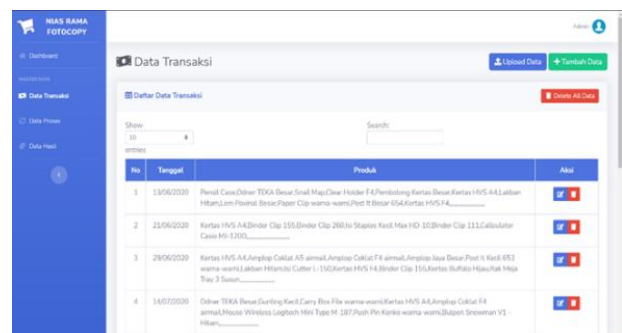 NIAS RAMA
FOTOCOPY
Admin
Dashboard
Data Transaksi
Upload Data
Tambah Data
MASTER DATA
Data Transaksi
Daftar Data Transaksi
Delete All Data
Data Proses
Show
Search:
10
entries
Data Hasil
No Tanggal Produk Aksi
1 13/06/2020 Pensil Case,Odner TEKA Besar,Snail Map,Clear Holder F4,Pembolong Kertas Besar,Kertas HVS A4,Lakban
Hitam,Lem Povinal Besar,Paper Clip warna-warni,Post It Besar 654,Kertas HVS F4,
2 21/06/2020 Kertas HVS A4,Binder Clip 155,Binder Clip 260,Isi Staples Kecil Max HD-10,Binder Clip 111,Calculator
Casio MJ-120D,
3 29/06/2020 Kertas HVS A4,Amplop Coklat A5 airmail,Amplop Coklat F4 airmail,Amplop Jaya Besar,Post It Kecil 653
warna-warni,Lakban Hitam,Isi Cutter L-150,Kertas HVS F4,Binder Clip 155,Kertas Buffalo Hijau,Rak Meja
Tray 3 Susun,
4 14/07/2020 Odner TEKA Besar,Gunting Kecil,Carry Box File warna-warni,Kertas HVS A4,Amplop Coklat F4
airmail,Mouse Wireless Logitech Mini Type M-187,Push Pin Kenko warna-warni,Bulpen Snowman V1 -
Hitam,